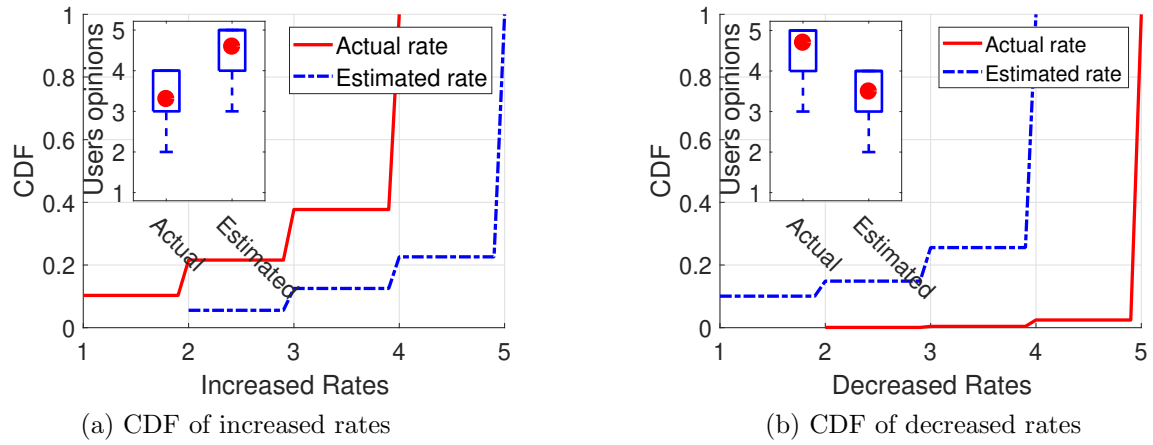 1
0.8
0.6
0.4
0.2
0
CDF
1
2
3
4
5
Increased Rates
Users opinions
5
4
3
2
1
Actual
Estimated
Actual rate
Estimated rate
(a) CDF of increased rates
1
0.8
0.6
0.4
0.2
0
CDF
1
2
3
4
5
Decreased Rates
Users opinions
5
4
3
2
1
Actual
Estimated
Actual rate
Estimated rate
(b) CDF of decreased rates